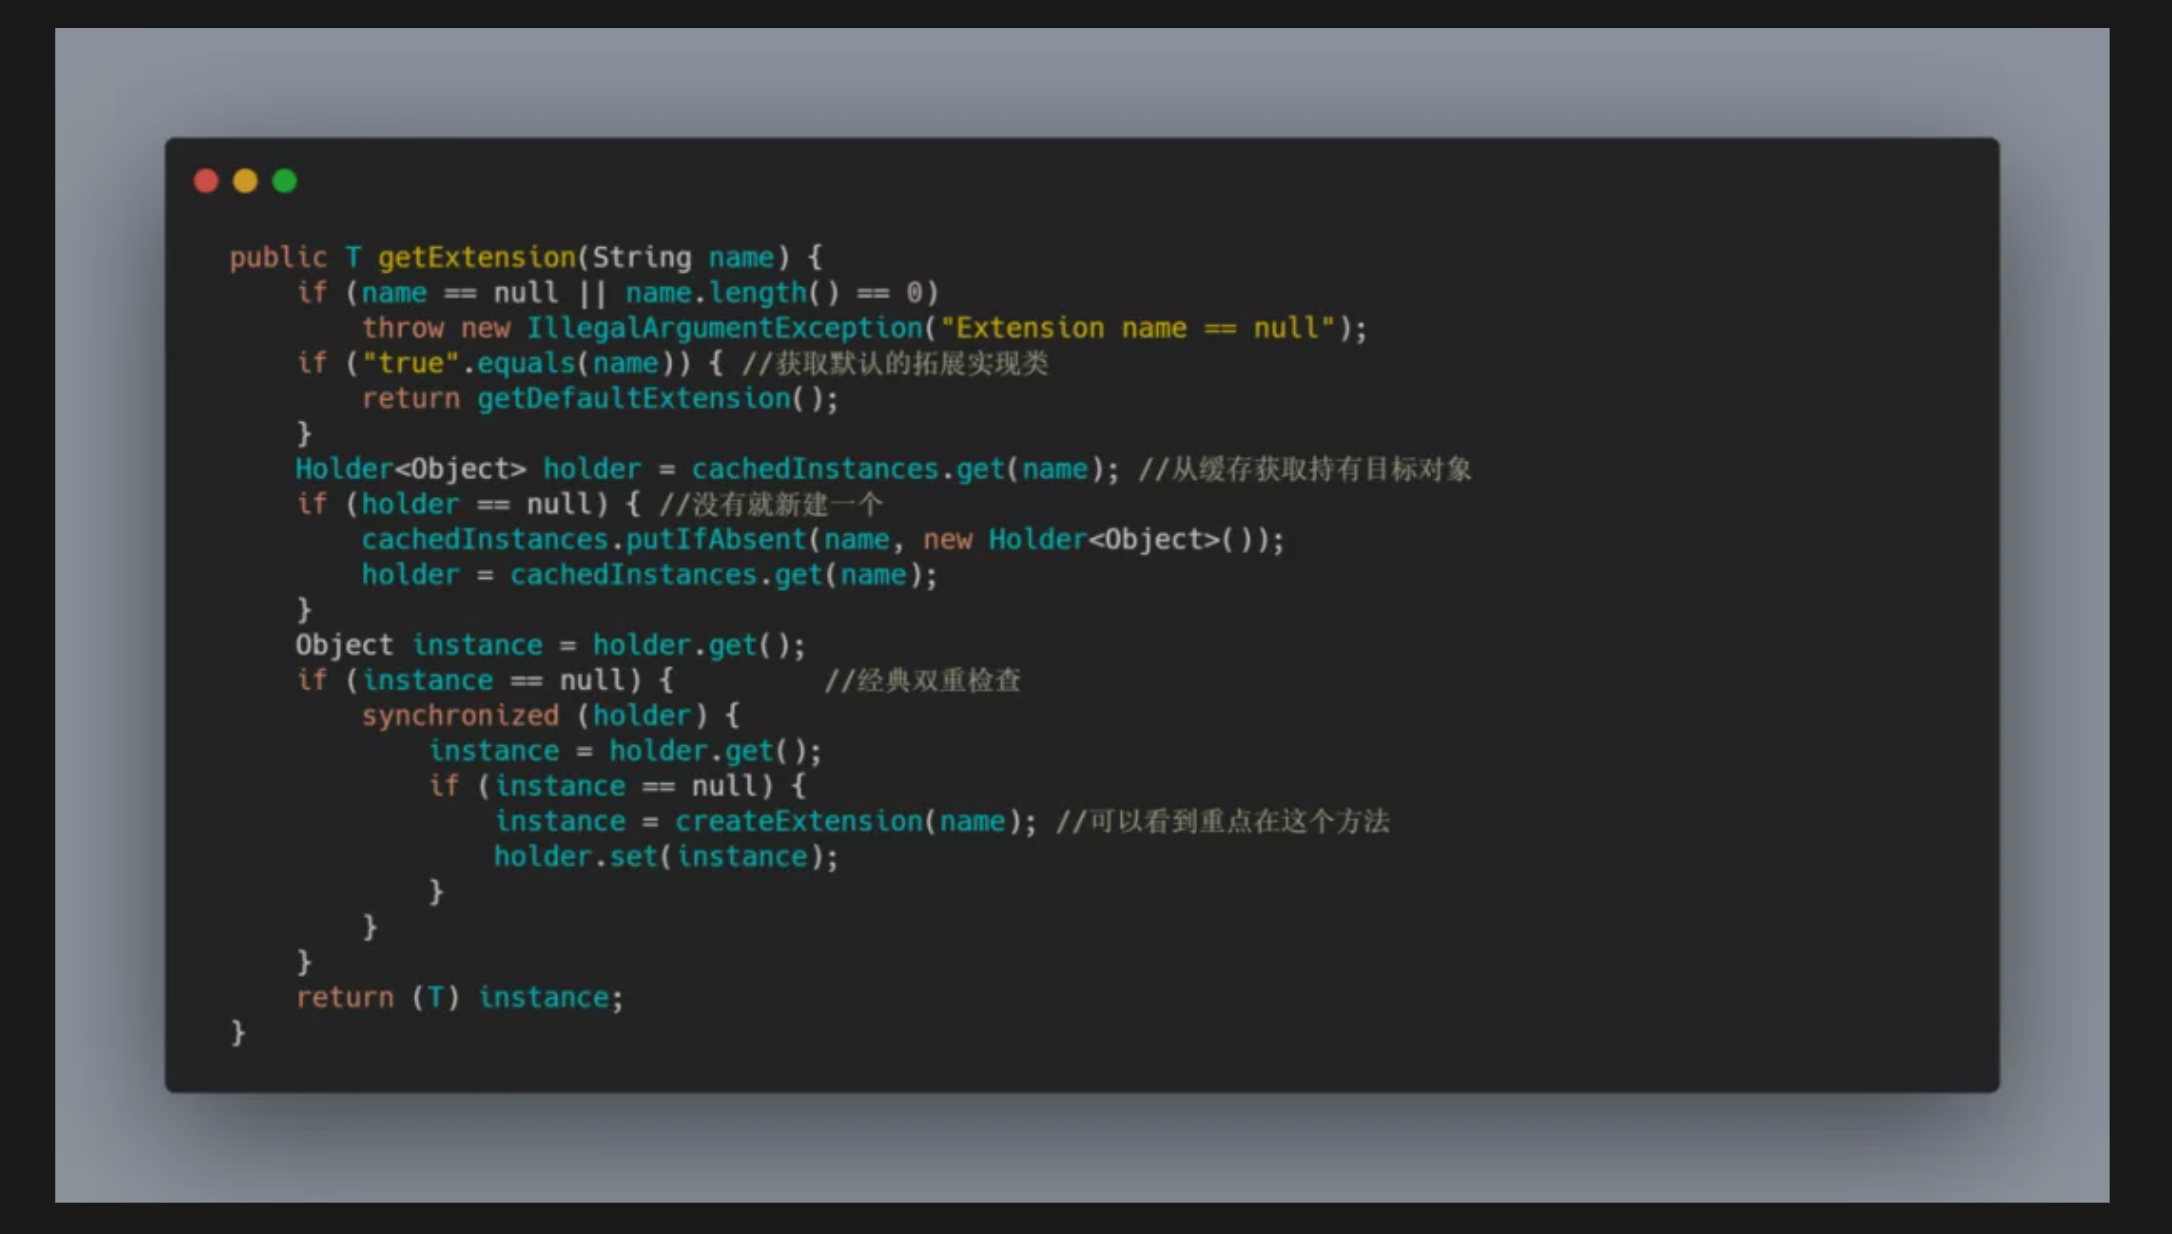 public T getExtension(String name) {
    if (name == null || name.length() == 0)
        throw new IllegalArgumentException("Extension name == null");
    if ("true".equals(name)) { //获取默认的拓展实现类
        return getDefaultExtension();
    }
    Holder<Object> holder = cachedInstances.get(name); //从缓存获取持有目标对象
    if (holder == null) { //没有就新建一个
        cachedInstances.putIfAbsent(name, new Holder<Object>());
        holder = cachedInstances.get(name);
    }
    Object instance = holder.get();
    if (instance == null) {         //经典双重检查
        synchronized (holder) {
            instance = holder.get();
            if (instance == null) {
                instance = createExtension(name); //可以看到重点在这个方法
                holder.set(instance);
            }
        }
    }
    return (T) instance;
}